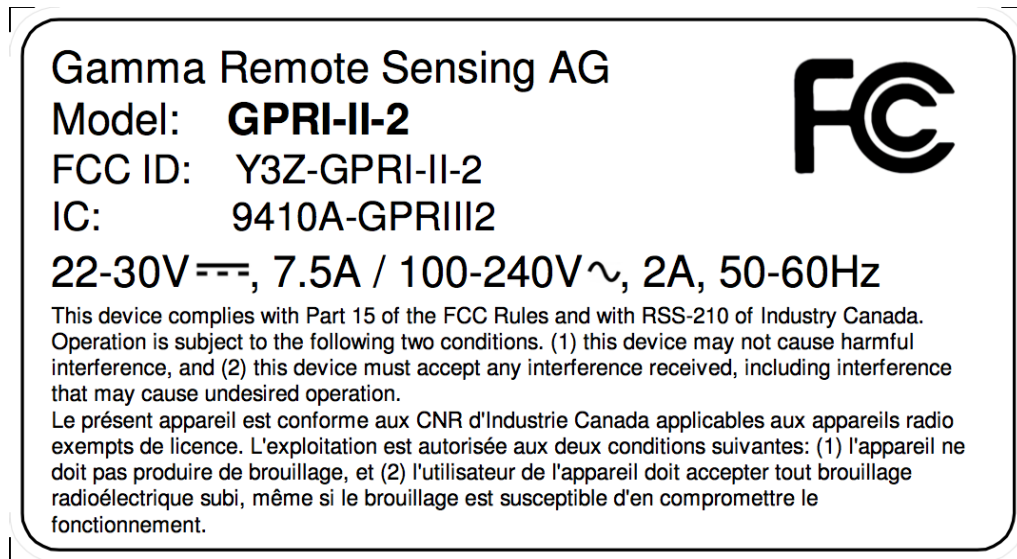 Gamma Remote Sensing AG
Model: GPRI-II-2
FCC ID: Y3Z-GPRI-II-2
IC: 9410A-GPRIII2
22-30V⎓, 7.5A / 100-240V∿, 2A, 50-60Hz
This device complies with Part 15 of the FCC Rules and with RSS-210 of Industry Canada.
Operation is subject to the following two conditions. (1) this device may not cause harmful
interference, and (2) this device must accept any interference received, including interference
that may cause undesired operation.
Le présent appareil est conforme aux CNR d'Industrie Canada applicables aux appareils radio
exempts de licence. L'exploitation est autorisée aux deux conditions suivantes: (1) l'appareil ne
doit pas produire de brouillage, et (2) l'utilisateur de l'appareil doit accepter tout brouillage
radioélectrique subi, même si le brouillage est susceptible d'en compromettre le
fonctionnement.
FC